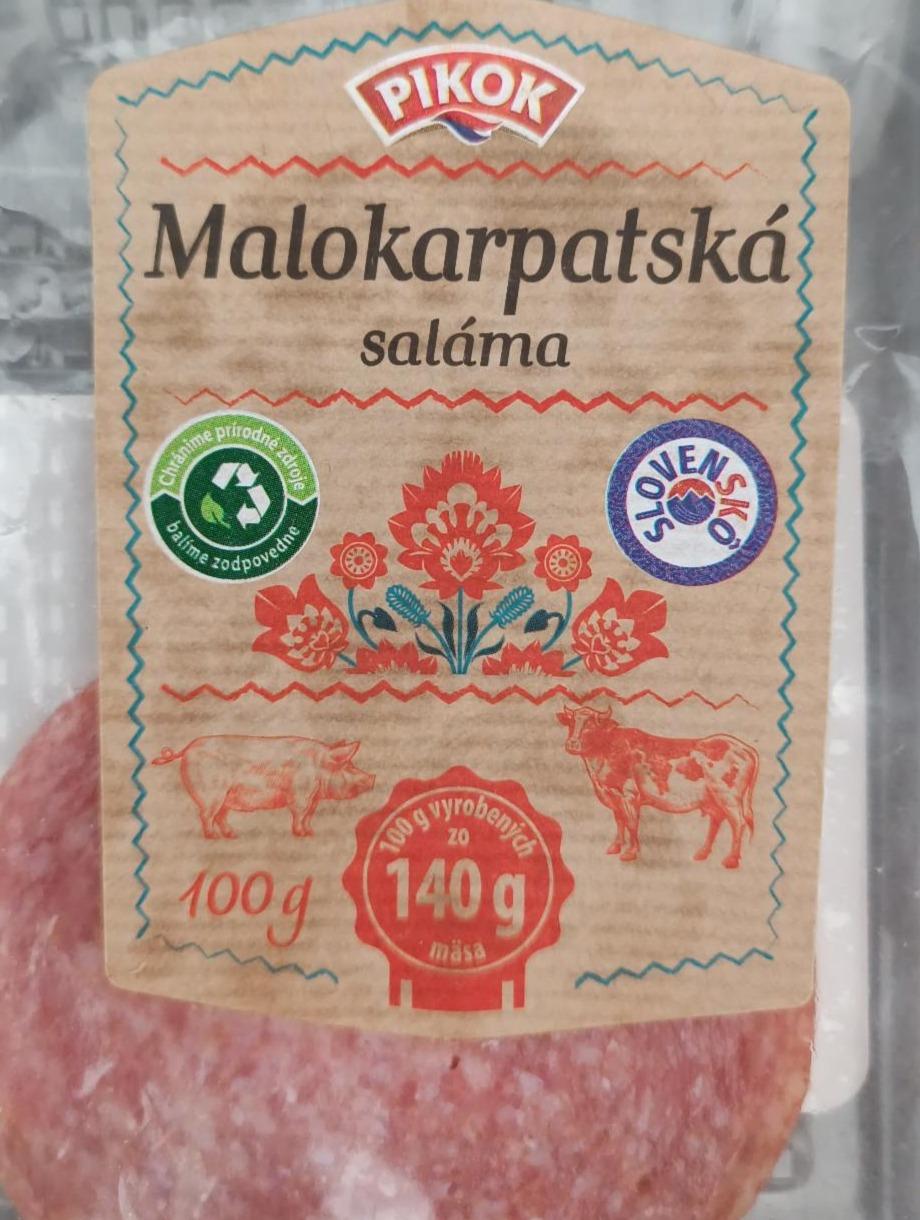 PIKOK
Malokarpatská
saláma
Chránime prírodné zdroje
balíme zodpovedne
SLOVENSKO
100 g
100 g vyrobených
zo
140 g
mäsa